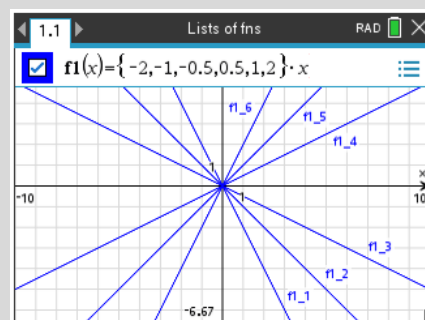 1.1 Lists of fns RAD
f1(x)={-2,-1,-0.5,0.5,1,2}·x
f1_6
f1_5
f1_4
1
x
-10
1
10
f1_3
f1_2
f1_1
-6.67